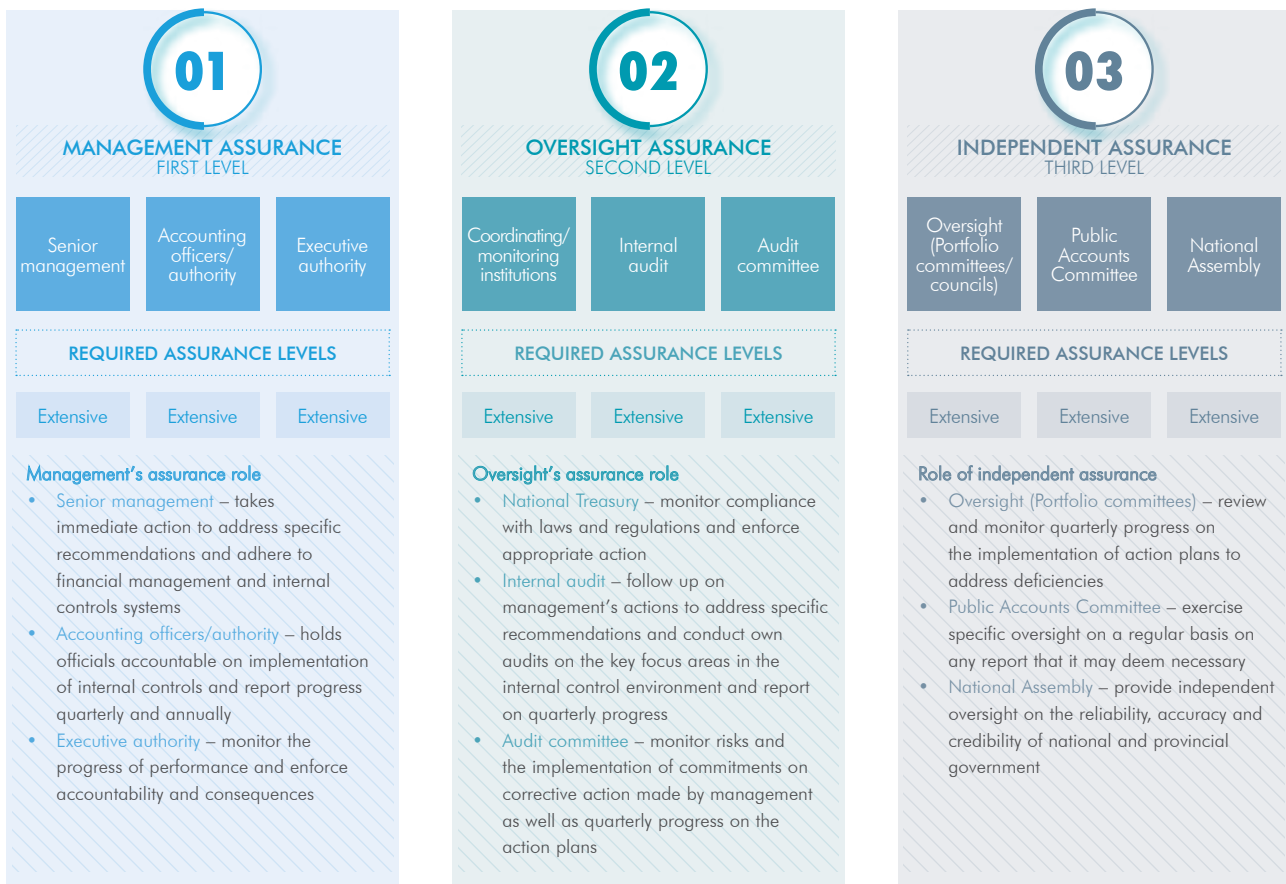 01
MANAGEMENT ASSURANCE
FIRST LEVEL
Senior
management
Accounting
officers/
authority
Executive
authority
REQUIRED ASSURANCE LEVELS
Extensive
Extensive
Extensive
Management's assurance role
• Senior management – takes
immediate action to address specific
recommendations and adhere to
financial management and internal
controls systems
• Accounting officers/authority – holds
officials accountable on implementation
of internal controls and report progress
quarterly and annually
• Executive authority – monitor the
progress of performance and enforce
accountability and consequences
02
OVERSIGHT ASSURANCE
SECOND LEVEL
Coordinating/
monitoring
institutions
Internal
audit
Audit
committee
REQUIRED ASSURANCE LEVELS
Extensive
Extensive
Extensive
Oversight's assurance role
• National Treasury – monitor compliance
with laws and regulations and enforce
appropriate action
• Internal audit – follow up on
management's actions to address specific
recommendations and conduct own
audits on the key focus areas in the
internal control environment and report
on quarterly progress
• Audit committee – monitor risks and
the implementation of commitments on
corrective action made by management
as well as quarterly progress on the
action plans
03
INDEPENDENT ASSURANCE
THIRD LEVEL
Oversight
(Portfolio
committees/
councils)
Public
Accounts
Committee
National
Assembly
REQUIRED ASSURANCE LEVELS
Extensive
Extensive
Extensive
Role of independent assurance
• Oversight (Portfolio committees) – review
and monitor quarterly progress on
the implementation of action plans to
address deficiencies
• Public Accounts Committee – exercise
specific oversight on a regular basis on
any report that it may deem necessary
• National Assembly – provide independent
oversight on the reliability, accuracy and
credibility of national and provincial
government